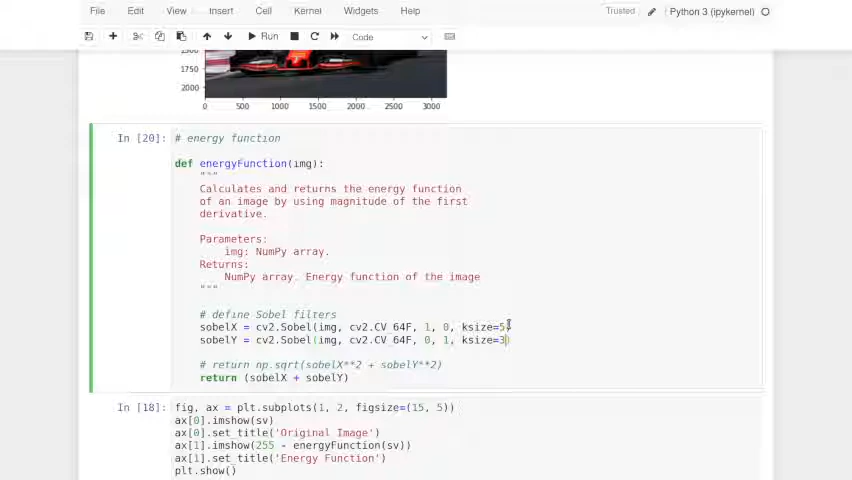 File Edit View Insert Cell Kernel Widgets Help Trusted Python 3 (ipykernel)
Run Code
1500
1750
2000
0 500 1000 1500 2000 2500 3000
In [20]: # energy function
def energyFunction(img):
"""
Calculates and returns the energy function
of an image by using magnitude of the first
derivative.
Parameters:
img: NumPy array.
Returns:
NumPy array. Energy function of the image
"""
# define Sobel filters
sobelX = cv2.Sobel(img, cv2.CV_64F, 1, 0, ksize=5)
sobelY = cv2.Sobel(img, cv2.CV_64F, 0, 1, ksize=3)
# return np.sqrt(sobelX**2 + sobelY**2)
return (sobelX + sobelY)
In [18]: fig, ax = plt.subplots(1, 2, figsize=(15, 5))
ax[0].imshow(sv)
ax[0].set_title('Original Image')
ax[1].imshow(255 - energyFunction(sv))
ax[1].set_title('Energy Function')
plt.show()